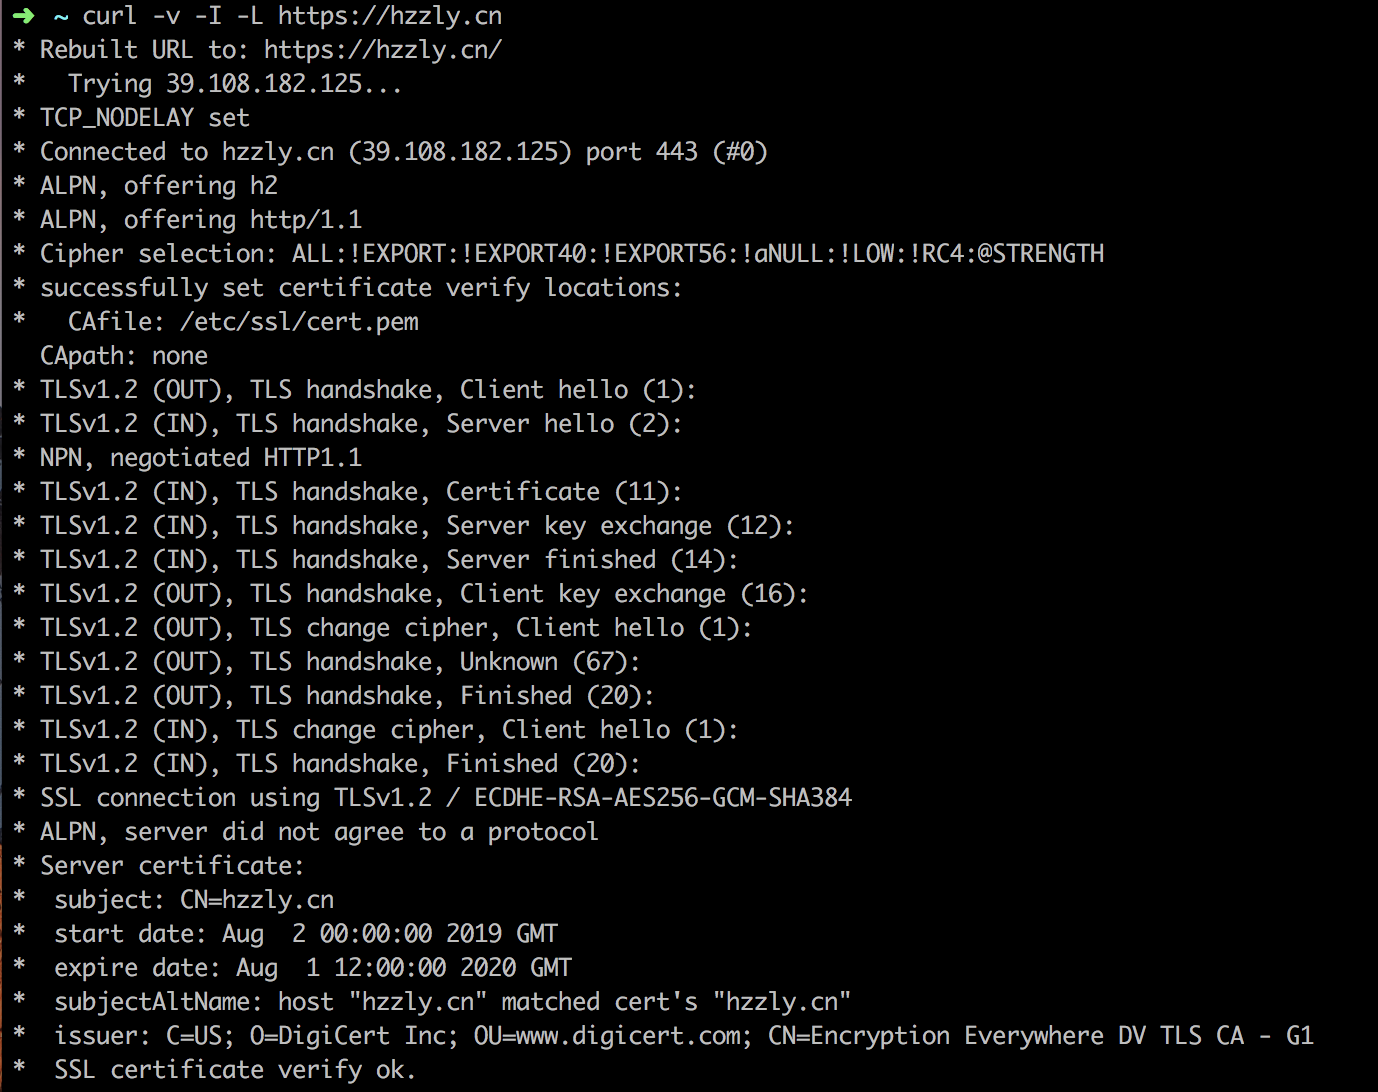 ➜ ~ curl -v -I -L https://hzzly.cn
* Rebuilt URL to: https://hzzly.cn/
*   Trying 39.108.182.125...
* TCP_NODELAY set
* Connected to hzzly.cn (39.108.182.125) port 443 (#0)
* ALPN, offering h2
* ALPN, offering http/1.1
* Cipher selection: ALL:!EXPORT:!EXPORT40:!EXPORT56:!aNULL:!LOW:!RC4:@STRENGTH
* successfully set certificate verify locations:
*   CAfile: /etc/ssl/cert.pem
  CApath: none
* TLSv1.2 (OUT), TLS handshake, Client hello (1):
* TLSv1.2 (IN), TLS handshake, Server hello (2):
* NPN, negotiated HTTP1.1
* TLSv1.2 (IN), TLS handshake, Certificate (11):
* TLSv1.2 (IN), TLS handshake, Server key exchange (12):
* TLSv1.2 (IN), TLS handshake, Server finished (14):
* TLSv1.2 (OUT), TLS handshake, Client key exchange (16):
* TLSv1.2 (OUT), TLS change cipher, Client hello (1):
* TLSv1.2 (OUT), TLS handshake, Unknown (67):
* TLSv1.2 (OUT), TLS handshake, Finished (20):
* TLSv1.2 (IN), TLS change cipher, Client hello (1):
* TLSv1.2 (IN), TLS handshake, Finished (20):
* SSL connection using TLSv1.2 / ECDHE-RSA-AES256-GCM-SHA384
* ALPN, server did not agree to a protocol
* Server certificate:
*  subject: CN=hzzly.cn
*  start date: Aug  2 00:00:00 2019 GMT
*  expire date: Aug  1 12:00:00 2020 GMT
*  subjectAltName: host "hzzly.cn" matched cert's "hzzly.cn"
*  issuer: C=US; O=DigiCert Inc; OU=www.digicert.com; CN=Encryption Everywhere DV TLS CA - G1
*  SSL certificate verify ok.